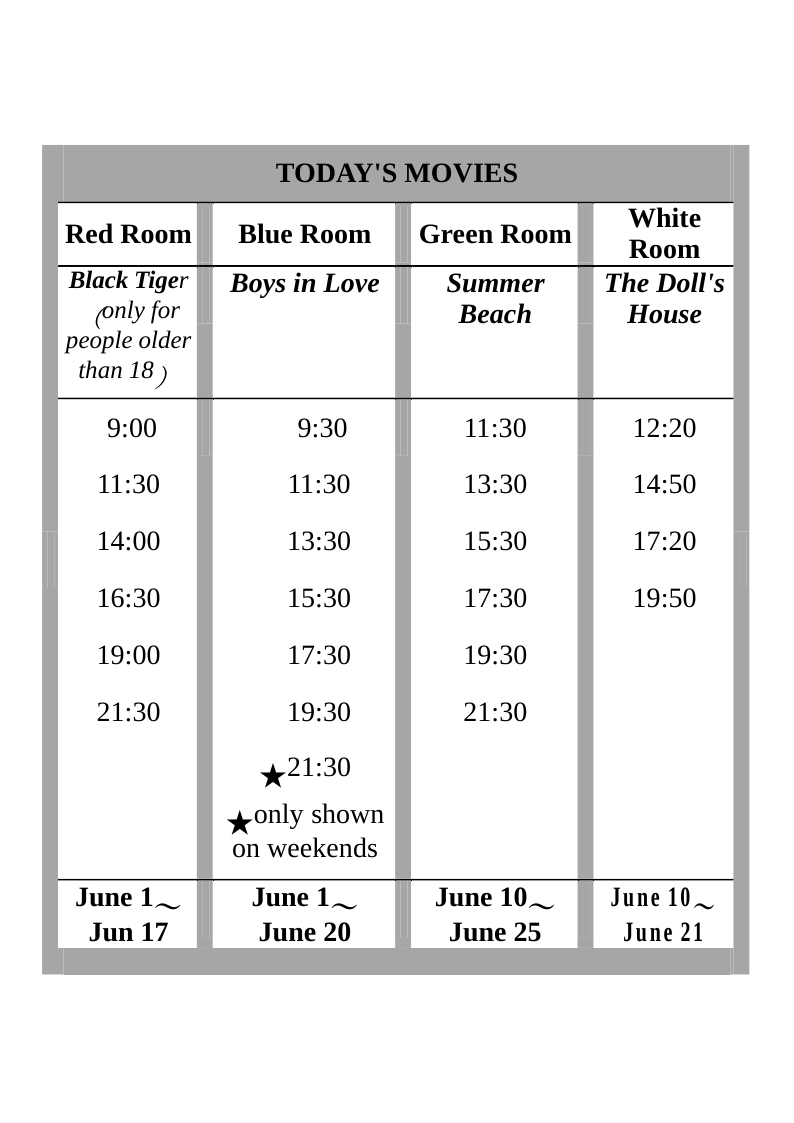 TODAY'S MOVIES
Red Room
Blue Room
Green Room
White
Room
Black Tiger
(only for
people older
than 18 )
Boys in Love
Summer
Beach
The Doll's
House
9:00
9:30
11:30
12:20
11:30
11:30
13:30
14:50
14:00
13:30
15:30
17:20
16:30
15:30
17:30
19:50
19:00
17:30
19:30
21:30
19:30
21:30
★21:30
★only shown
on weekends
June 1～
Jun 17
June 1～
June 20
June 10～
June 25
June 10～
June 21